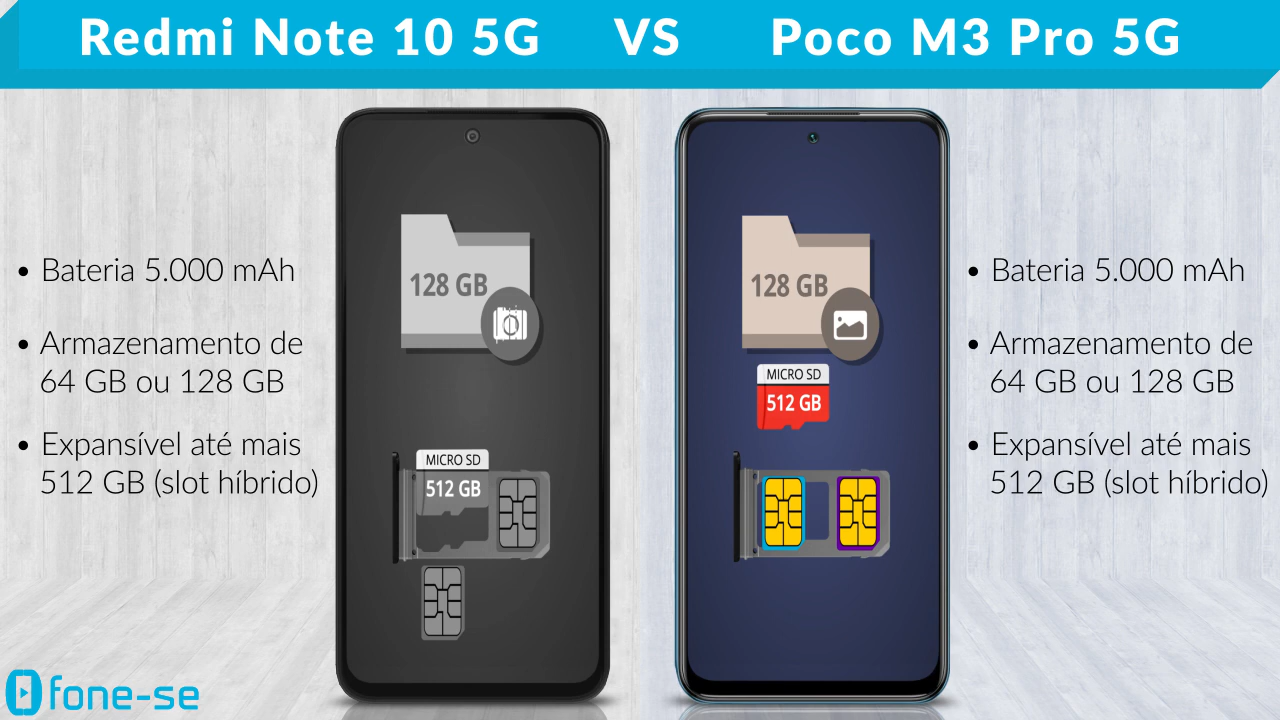 Redmi Note 10 5G VS Poco M3 Pro 5G
• Bateria 5.000 mAh
• Armazenamento de
64 GB ou 128 GB
• Expansível até mais
512 GB (slot híbrido)
128 GB
MICRO SD
512 GB
128 GB
MICRO SD
512 GB
• Bateria 5.000 mAh
• Armazenamento de
64 GB ou 128 GB
• Expansível até mais
512 GB (slot híbrido)
fone-se